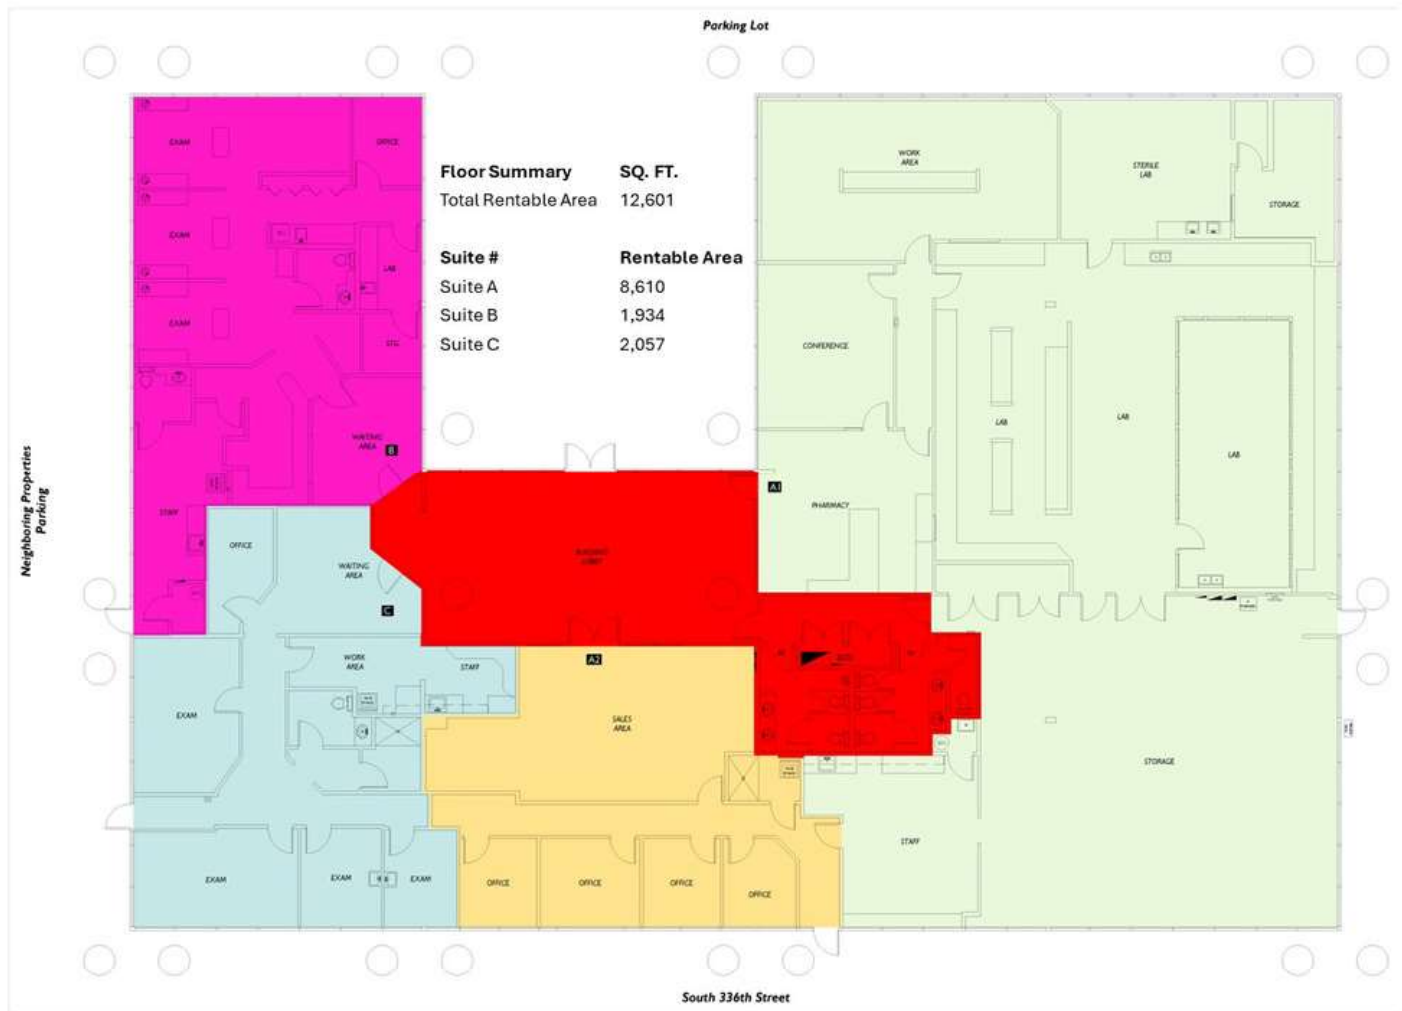 Parking Lot
EXAM
OFFICE
WORK
AREA
STERILE
LAB
STORAGE
Floor Summary SQ. FT.
Total Rentable Area 12,601
Suite # Rentable Area
Suite A 8,610
Suite B 1,934
Suite C 2,057
EXAM
LAB
EXAM
STG
CONFERENCE
LAB
LAB
LAB
WAITING
AREA
B
A1
PHARMACY
STAFF
Neighboring Properties
Parking
OFFICE
WAITING
AREA
C
LOBBY
A2
WORK
AREA
STAFF
EXAM
SALES
AREA
STORAGE
STAFF
EXAM
EXAM
EXAM
OFFICE
OFFICE
OFFICE
OFFICE
South 336th Street